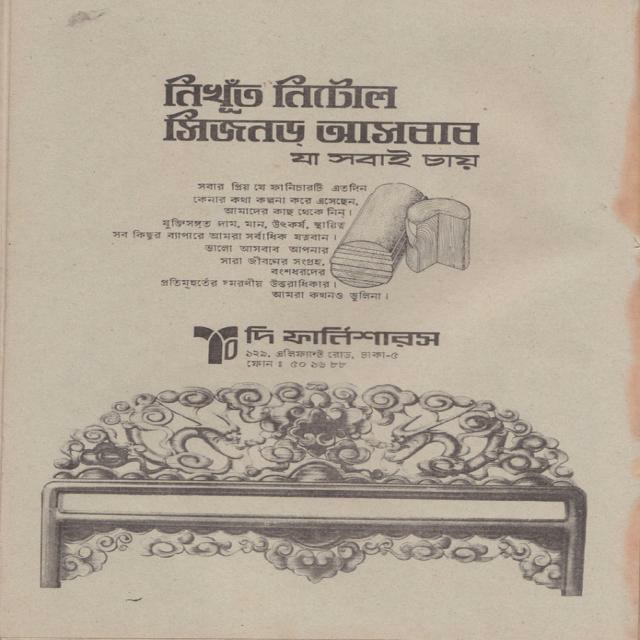 নিখুঁত নিটোল
সিজনড্ আসবাব
যা সবাই চায়
সবার প্রিয় যে ফার্নিচারটি এতদিন
কেনার কথা কল্পনা করে এসেছেন,
আমাদের কাছ থেকে নিন।
যুক্তিসঙ্গত দাম, মান, উৎকর্ষ, স্থায়িত্ব
সব কিছুর ব্যাপারে আমরা সর্বাধিক যত্নবান।
ভালো আসবাব আপনার
সারা জীবনের সংগ্রহ,
বংশধরদের
প্রতিমুহূর্তের স্মরণীয় উত্তরাধিকার।
আমরা কখনও ভুলিনা।
দি ফার্নিশারস
১২৯, এলিফ্যান্ট রোড, ঢাকা-৫
ফোন : ৫০ ১৬ ৮৮